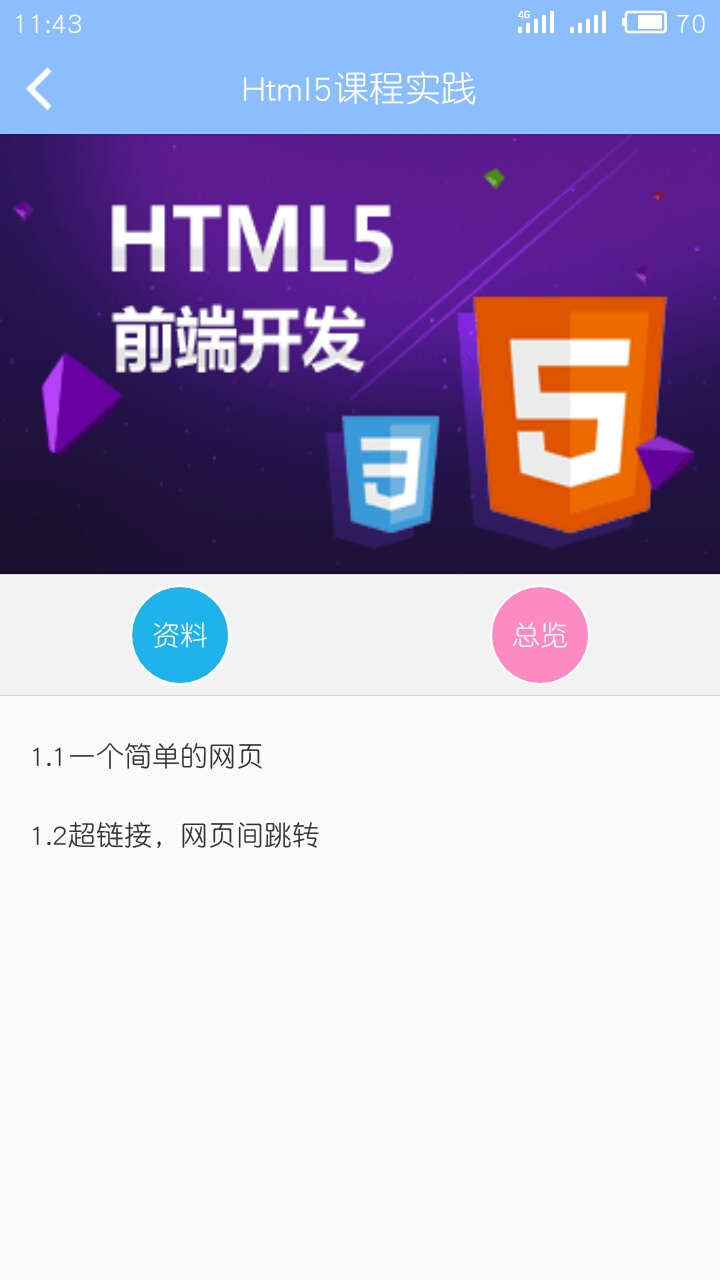 11:43
4G
70
Html5课程实践
HTML5
前端开发
3
5
资料
总览
1.1一个简单的网页
1.2超链接，网页间跳转